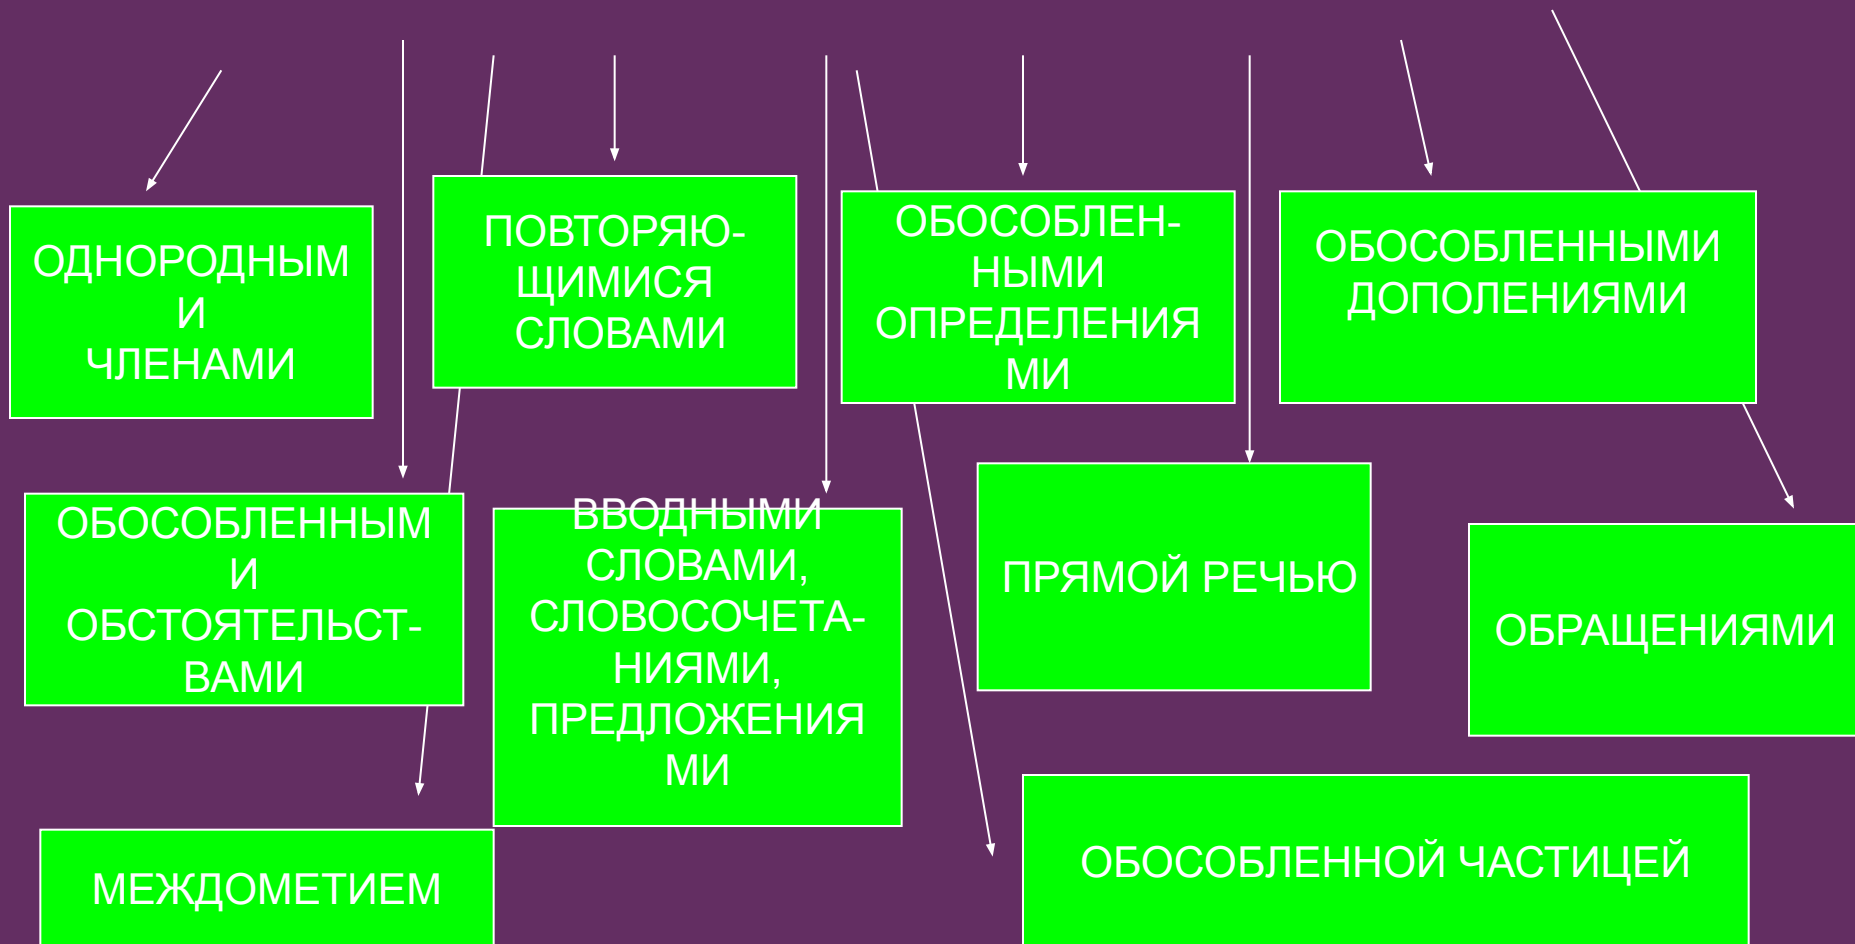 ОДНОРОДНЫМ
И
ЧЛЕНАМИ
ПОВТОРЯЮ-
ЩИМИСЯ
СЛОВАМИ
ОБОСОБЛЕН-
НЫМИ
ОПРЕДЕЛЕНИЯ
МИ
ОБОСОБЛЕННЫМИ
ДОПОЛЕНИЯМИ
ОБОСОБЛЕННЫМ
И
ОБСТОЯТЕЛЬСТ-
ВАМИ
ВВОДНЫМИ
СЛОВАМИ,
СЛОВОСОЧЕТА-
НИЯМИ,
ПРЕДЛОЖЕНИЯ
МИ
ПРЯМОЙ РЕЧЬЮ
ОБРАЩЕНИЯМИ
МЕЖДОМЕТИЕМ
ОБОСОБЛЕННОЙ ЧАСТИЦЕЙ